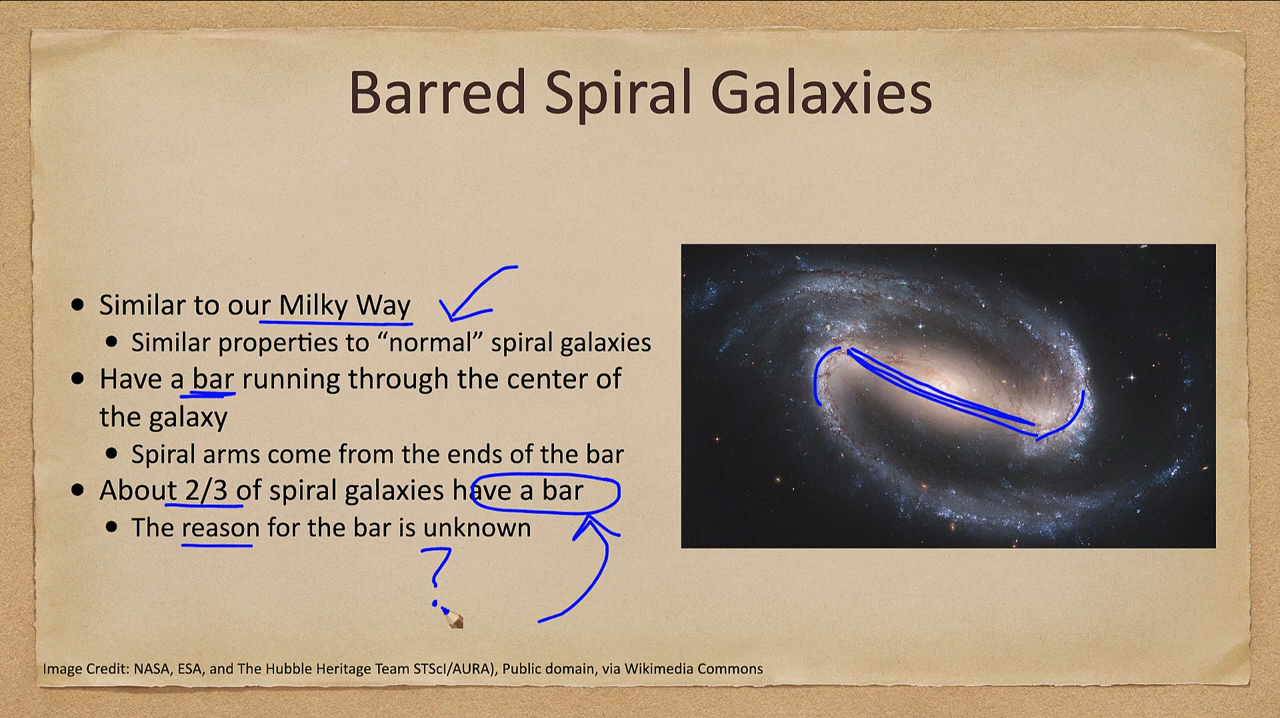 Barred Spiral Galaxies
• Similar to our Milky Way
• Similar properties to “normal” spiral galaxies
• Have a bar running through the center of
the galaxy
• Spiral arms come from the ends of the bar
• About 2/3 of spiral galaxies have a bar
• The reason for the bar is unknown
?
Image Credit: NASA, ESA, and The Hubble Heritage Team STScI/AURA), Public domain, via Wikimedia Commons